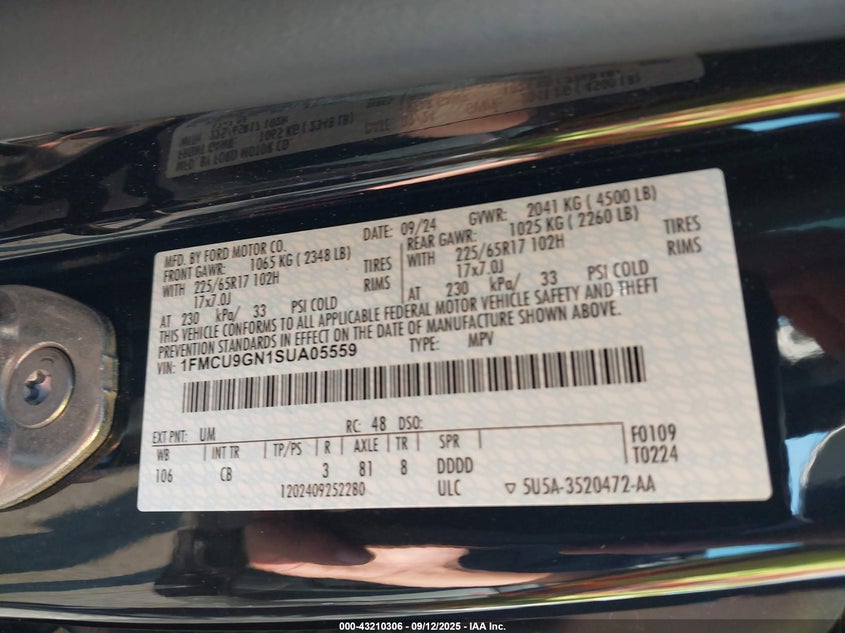 MFD. BY FORD MOTOR CO. DATE: 09/24 GVWR: 2041 KG ( 4500 LB)
FRONT GAWR: 1065 KG ( 2348 LB) REAR GAWR: 1025 KG ( 2260 LB)
WITH 225/65R17 102H TIRES WITH 225/65R17 102H TIRES
17x7.0J RIMS 17x7.0J RIMS
AT 230 kPa/ 33 PSI COLD AT 230 kPa/ 33 PSI COLD
THIS VEHICLE CONFORMS TO ALL APPLICABLE FEDERAL MOTOR VEHICLE SAFETY AND THEFT
PREVENTION STANDARDS IN EFFECT ON THE DATE OF MANUFACTURE SHOWN ABOVE.
VIN: 1FMCU9GN1SUA05559 TYPE: MPV
EXT PNT: UM RC: 48 DSO: F0109
WB INT TR TP/PS R AXLE TR SPR T0224
106 CB 3 81 8 DDDD
1202409252280 ULC ▽ SU5A-3520472-AA
000-43210306 - 09/12/2025 - IAA Inc.